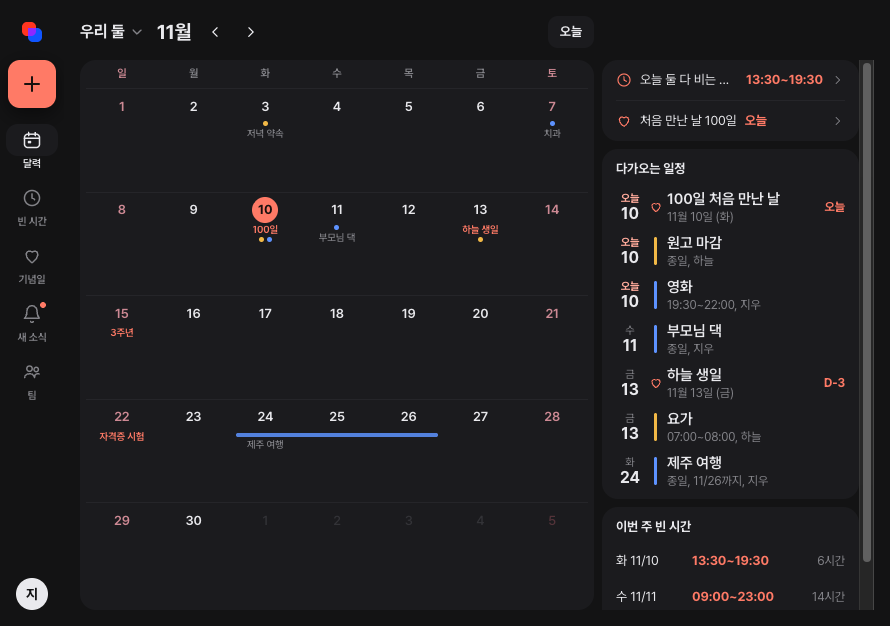 우리 둘
11월
오늘
일 월 화 수 목 금 토
1 2 3 4 5 6 7
저녁 약속
치과
8 9 10 11 12 13 14
100일
부모님 댁
하늘 생일
15 16 17 18 19 20 21
3주년
22 23 24 25 26 27 28
자격증 시험
제주 여행
29 30 1 2 3 4 5
달력
빈 시간
기념일
새 소식
팀
지
오늘 둘 다 비는 ... 13:30~19:30
처음 만난 날 100일 오늘
다가오는 일정
오늘 10 100일 처음 만난 날 오늘
11월 10일 (화)
오늘 10 원고 마감
종일, 하늘
오늘 10 영화
19:30~22:00, 지우
수 11 부모님 댁
종일, 지우
금 13 하늘 생일 D-3
11월 13일 (금)
금 13 요가
07:00~08:00, 하늘
화 24 제주 여행
종일, 11/26까지, 지우
이번 주 빈 시간
화 11/10 13:30~19:30 6시간
수 11/11 09:00~23:00 14시간